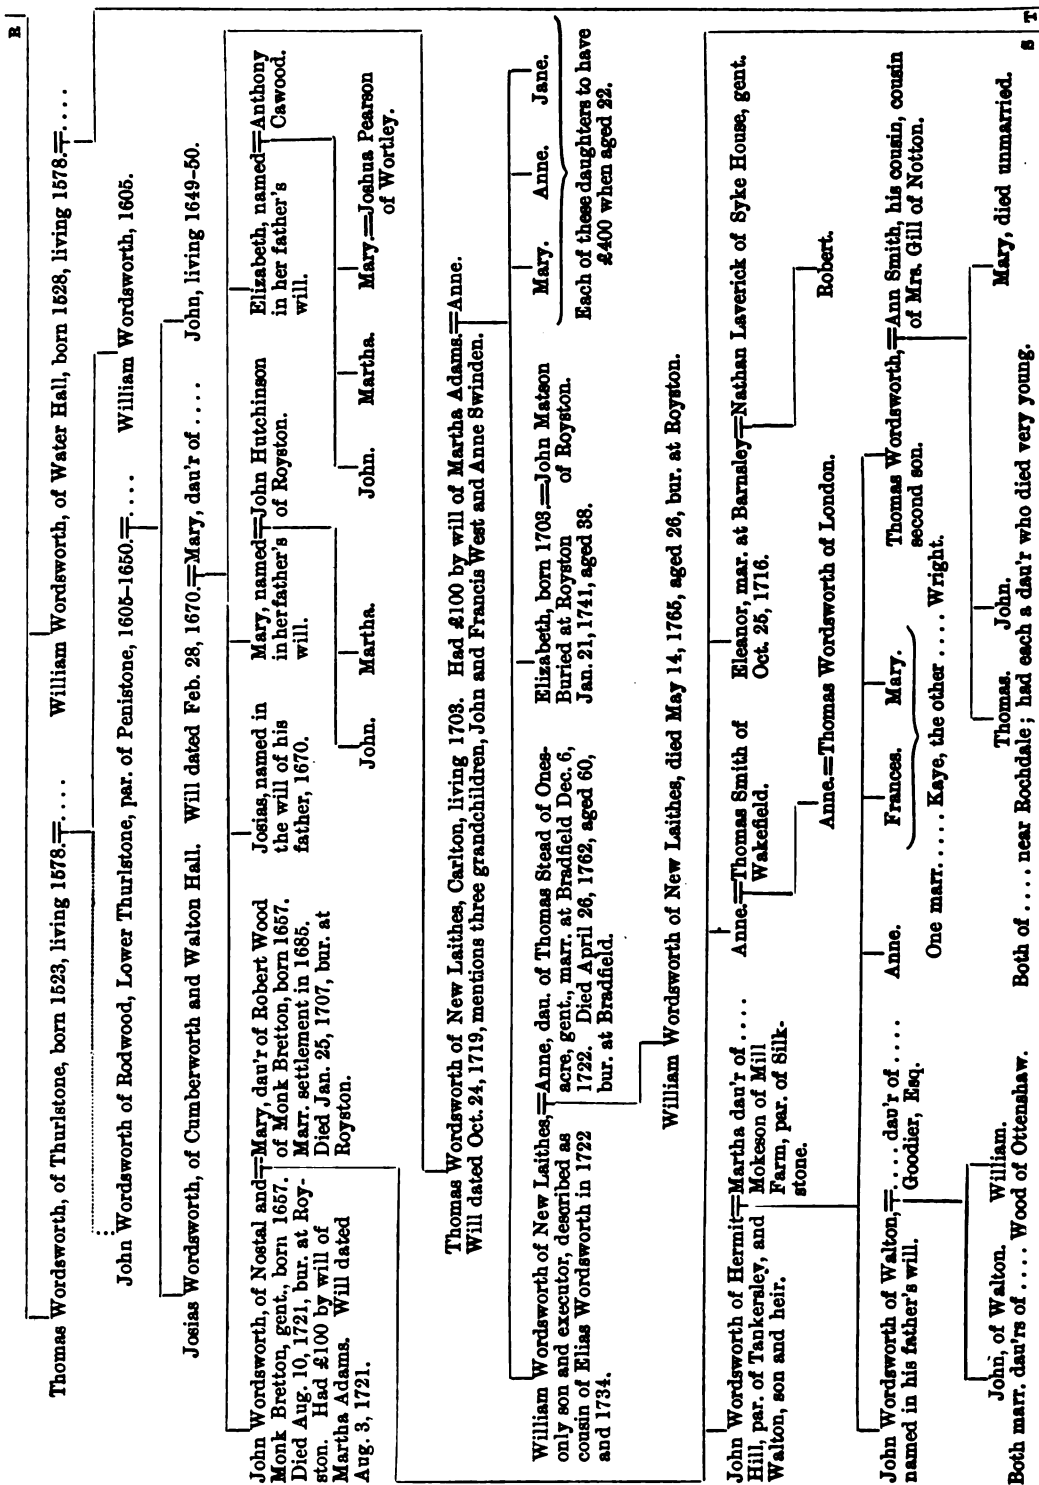 R
Thomas Wordsworth, of Thurlstone, born 1523, living 1578.=....
William Wordsworth, of Water Hall, born 1528, living 1578.=....
John Wordsworth of Rodwood, Lower Thurlstone, par. of Penistone, 1605-1650.=....
William Wordsworth, 1605.
Josias Wordsworth, of Cumberworth and Walton Hall. Will dated Feb. 28, 1670.=Mary, dau'r of ....
John, living 1649-50.
John Wordsworth, of Nostal and
Monk Bretton, gent., born 1657.
Died Aug. 10, 1721, bur. at Roy-
ston. Had £100 by will of
Martha Adams. Will dated
Aug. 3, 1721.
=Mary, dau'r of Robert Wood
of Monk Bretton, born 1657.
Marr. settlement in 1685.
Died Jan. 25, 1707, bur. at
Royston.
Josias, named in
the will of his
father, 1670.
Mary, named
in her father's
will.
=John Hutchinson
of Royston.
Elizabeth, named
in her father's
will.
=Anthony
Cawood.
John.
Martha.
John.
Martha.
Mary.=Joshua Pearson
of Wortley.
Thomas Wordsworth of New Laithes, Carlton, living 1703. Had £100 by will of Martha Adams.=Anne.
Will dated Oct. 24, 1719, mentions three grandchildren, John and Francis West and Anne Swinden.
William Wordsworth of New Laithes,
only son and executor, described as
cousin of Elias Wordsworth in 1722
and 1734.
=Anne, dau. of Thomas Stead of Ones-
acre, gent., marr. at Bradfield Dec. 6,
1722. Died April 26, 1762, aged 60,
bur. at Bradfield.
Elizabeth, born 1703.
Buried at Royston
Jan. 21, 1741, aged 38.
=John Matson
of Royston.
Mary. Anne. Jane.
Each of these daughters to have
£400 when aged 22.
William Wordsworth of New Laithes, died May 14, 1765, aged 26, bur. at Royston.
John Wordsworth of Hermit
Hill, par. of Tankersley, and
Walton, son and heir.
=Martha dau'r of ....
Mokeson of Mill
Farm, par. of Silk-
stone.
Anne.=Thomas Smith of
Wakefield.
Eleanor, mar. at Barnsley
Oct. 25, 1716.
=Nathan Laverick of Syke House, gent.
Anne.=Thomas Wordsworth of London.
Robert.
John Wordsworth of Walton,
named in his father's will.
=.... dau'r of ....
Goodier, Esq.
Anne.
Frances. Mary.
One marr..... Kaye, the other .... Wright.
Thomas Wordsworth,
second son.
=Ann Smith, his cousin, cousin
of Mrs. Gill of Notton.
John, of Walton. William.
Both marr. dau'rs of .... Wood of Ottenshaw.
Thomas. John.
Both of .... near Rochdale; had each a dau'r who died very young.
Mary, died unmarried.
S T